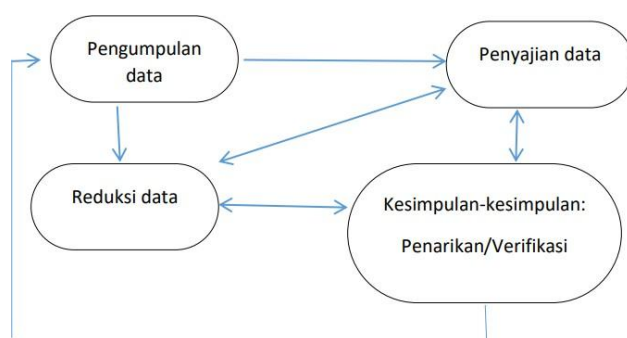 Pengumpulan
data
Penyajian data
Reduksi data
Kesimpulan-kesimpulan:
Penarikan/Verifikasi